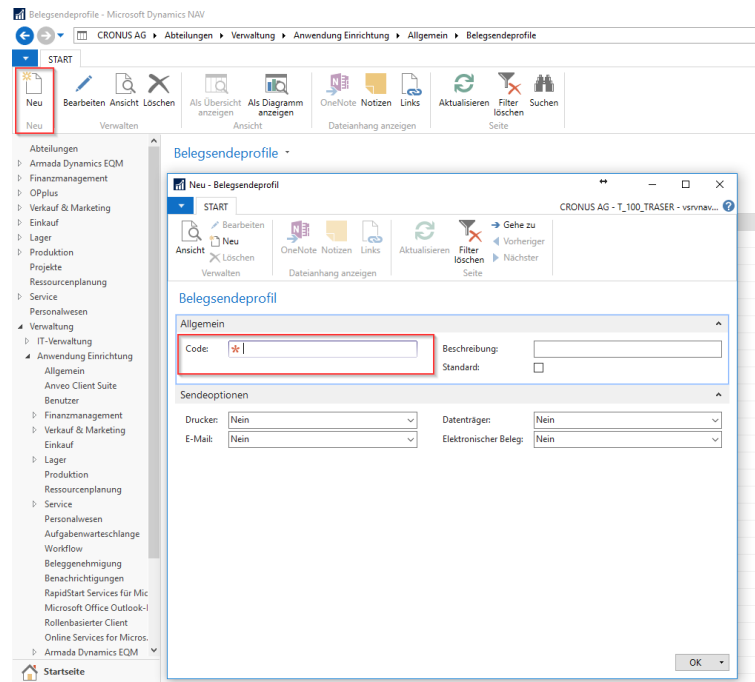 Belegsendeprofile - Microsoft Dynamics NAV
CRONUS AG Abteilungen Verwaltung Anwendung Einrichtung Allgemein Belegsendeprofile
START
Neu Bearbeiten Ansicht Löschen Als Übersicht anzeigen Als Diagramm anzeigen OneNote Notizen Links Aktualisieren Filter löschen Suchen
Neu Verwalten Ansicht Dateianhang anzeigen Seite
Abteilungen
Armada Dynamics EQM
Finanzmanagement
OPplus
Verkauf & Marketing
Einkauf
Lager
Produktion
Projekte
Ressourcenplanung
Service
Personalwesen
Verwaltung
IT-Verwaltung
Anwendung Einrichtung
Allgemein
Anveo Client Suite
Benutzer
Finanzmanagement
Verkauf & Marketing
Einkauf
Lager
Produktion
Ressourcenplanung
Service
Personalwesen
Aufgabenwarteschlange
Workflow
Beleggenehmigung
Benachrichtigungen
RapidStart Services für Mic
Microsoft Office Outlook-I
Rollenbasierter Client
Online Services for Micros.
Armada Dynamics EQM
Startseite
Belegsendeprofile
Neu - Belegsendeprofil
START CRONUS AG - T_100_TRASER - vsrvnav...
Ansicht Bearbeiten Neu Löschen OneNote Notizen Links Aktualisieren Filter löschen Gehe zu Vorheriger Nächster
Verwalten Dateianhang anzeigen Seite
Belegsendeprofil
Allgemein
Code: * Beschreibung:
Standard:
Sendeoptionen
Drucker: Nein Datenträger: Nein
E-Mail: Nein Elektronischer Beleg: Nein
OK